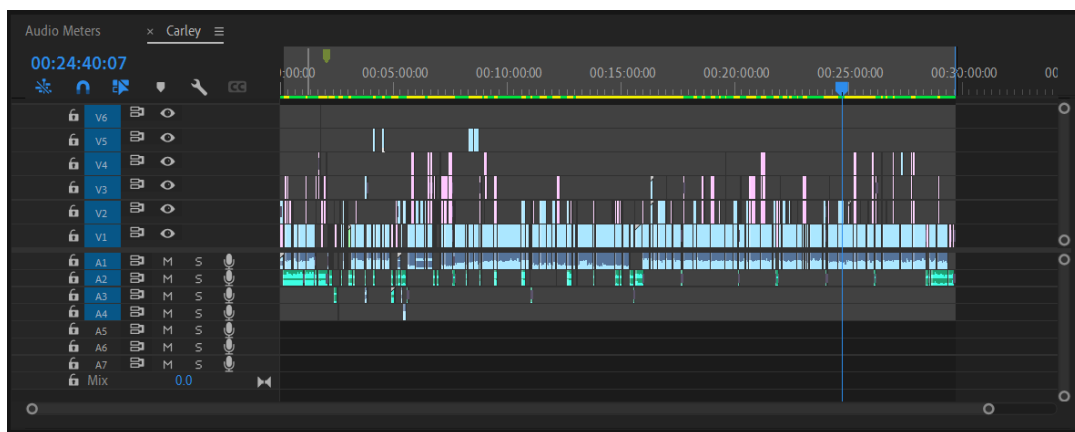 Audio Meters × Carley ≡
00:24:40:07
:00:00 00:05:00:00 00:10:00:00 00:15:00:00 00:20:00:00 00:25:00:00 00:30:00:00 00
CC
V6
V5
V4
V3
V2
V1
A1 M S
A2 M S
A3 M S
A4 M S
A5 M S
A6 M S
A7 M S
Mix 0.0